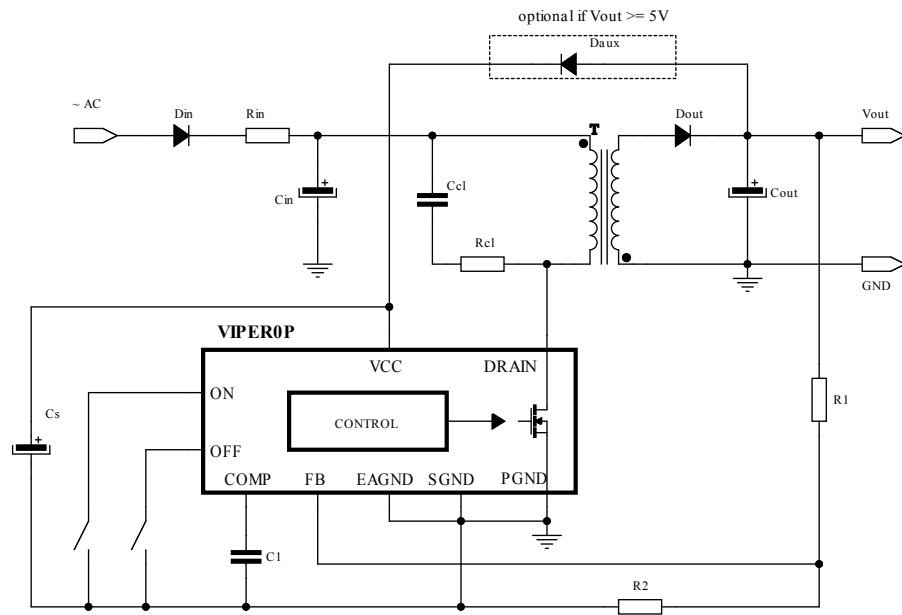 optional if Vout >= 5V
Daux
~ AC
Din
Rin
T
Dout
Vout
Ccl
Cin
Cout
Rcl
GND
VIPER0P
VCC
DRAIN
ON
R1
Cs
CONTROL
OFF
COMP
FB
EAGND
SGND
PGND
C1
R2
+
+
+